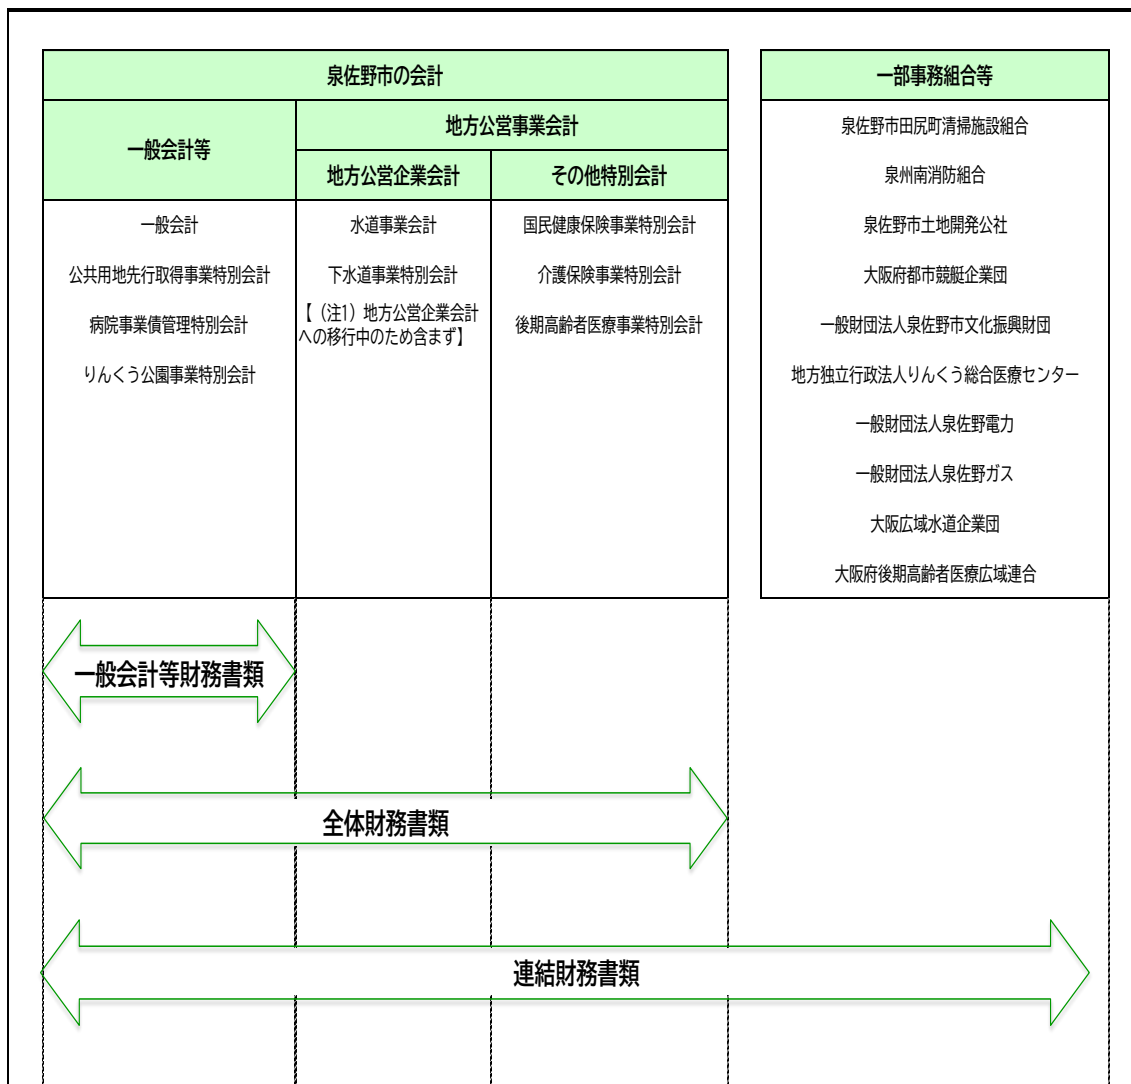 泉佐野市の会計
一般会計等
地方公営事業会計
地方公営企業会計
その他特別会計
一般会計
公共用地先行取得事業特別会計
病院事業債管理特別会計
りんくう公園事業特別会計
水道事業会計
下水道事業特別会計
【（注1）地方公営企業会計
への移行中のため含まず】
国民健康保険事業特別会計
介護保険事業特別会計
後期高齢者医療事業特別会計
一部事務組合等
泉佐野市田尻町清掃施設組合
泉州南消防組合
泉佐野市土地開発公社
大阪府都市競艇企業団
一般財団法人泉佐野市文化振興財団
地方独立行政法人りんくう総合医療センター
一般財団法人泉佐野電力
一般財団法人泉佐野ガス
大阪広域水道企業団
大阪府後期高齢者医療広域連合
一般会計等財務書類
全体財務書類
連結財務書類